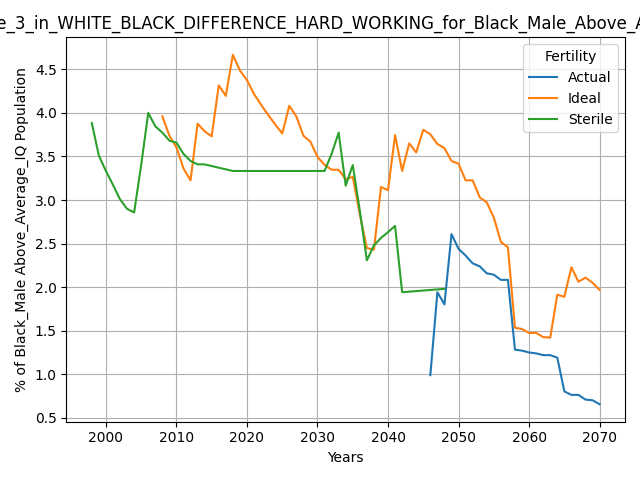 e_3_in_WHITE_BLACK_DIFFERENCE_HARD_WORKING_for_Black_Male_Above_A
Fertility
Actual
Ideal
Sterile
% of Black_Male Above_Average_IQ Population
4.5
4.0
3.5
3.0
2.5
2.0
1.5
1.0
0.5
2000 2010 2020 2030 2040 2050 2060 2070
Years